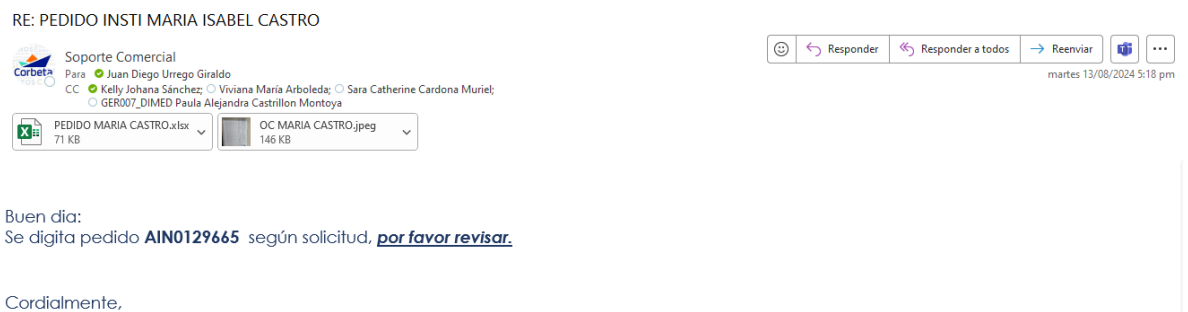 RE: PEDIDO INSTI MARIA ISABEL CASTRO
Corbeta
Soporte Comercial
Para Juan Diego Urrego Giraldo
CC Kelly Johana Sánchez; Viviana María Arboleda; Sara Catherine Cardona Muriel;
GER007_DIMED Paula Alejandra Castrillon Montoya
Responder Responder a todos Reenviar
martes 13/08/2024 5:18 pm
PEDIDO MARIA CASTRO.xlsx
71 KB
OC MARIA CASTRO.jpeg
146 KB
Buen dia:
Se digita pedido AIN0129665 según solicitud, por favor revisar.
Cordialmente,